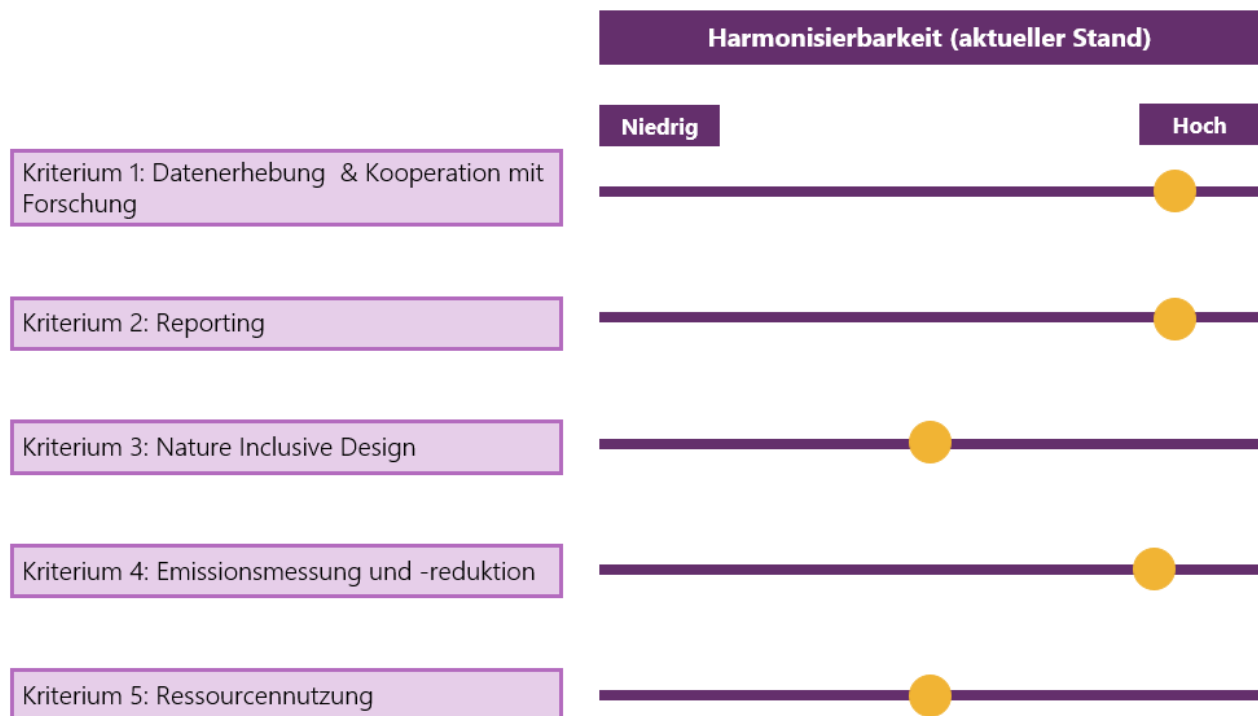 Harmonisierbarkeit (aktueller Stand)
Niedrig
Hoch
Kriterium 1: Datenerhebung & Kooperation mit
Forschung
Kriterium 2: Reporting
Kriterium 3: Nature Inclusive Design
Kriterium 4: Emissionsmessung und -reduktion
Kriterium 5: Ressourcennutzung